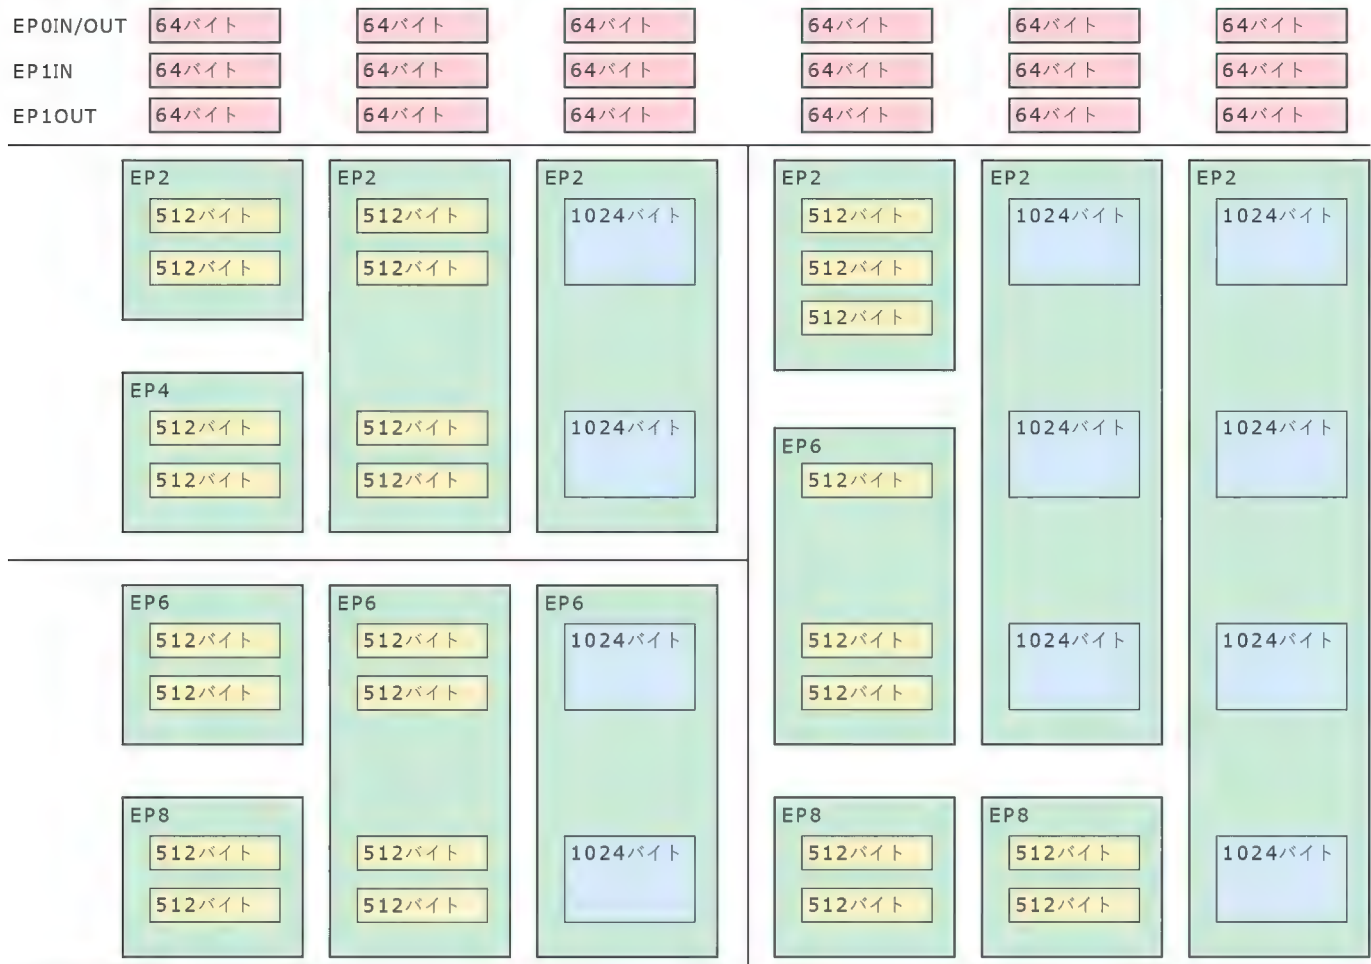 EP0IN/OUT 64バイト 64バイト 64バイト 64バイト 64バイト 64バイト
EP1IN 64バイト 64バイト 64バイト 64バイト 64バイト 64バイト
EP1OUT 64バイト 64バイト 64バイト 64バイト 64バイト 64バイト
EP2 EP2 EP2 EP2 EP2 EP2
512バイト 512バイト 1024バイト 512バイト 1024バイト 1024バイト
512バイト 512バイト 512バイト
512バイト
EP4
512バイト 512バイト 1024バイト 1024バイト 1024バイト
EP6
512バイト 512バイト 512バイト
EP6 EP6 EP6
512バイト 512バイト 1024バイト 512バイト 1024バイト 1024バイト
512バイト 512バイト 512バイト
EP8 EP8 EP8
512バイト 512バイト 1024バイト 512バイト 512バイト 1024バイト
512バイト 512バイト 512バイト 512バイト